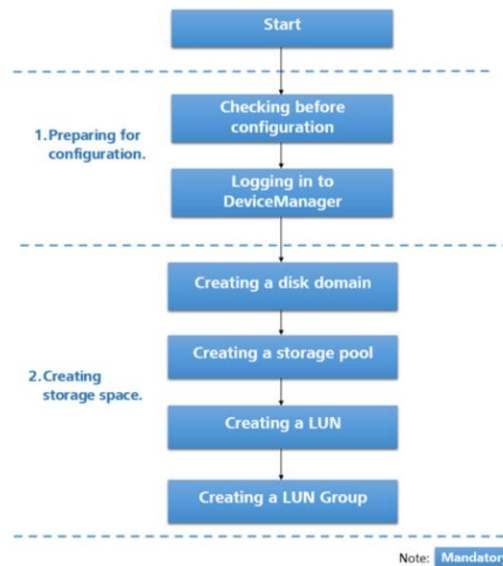 Start
1.Preparing for
configuration.
Checking before
configuration
Logging in to
DeviceManager
2.Creating
storage space.
Creating a disk domain
Creating a storage pool
Creating a LUN
Creating a LUN Group
Note: Mandator